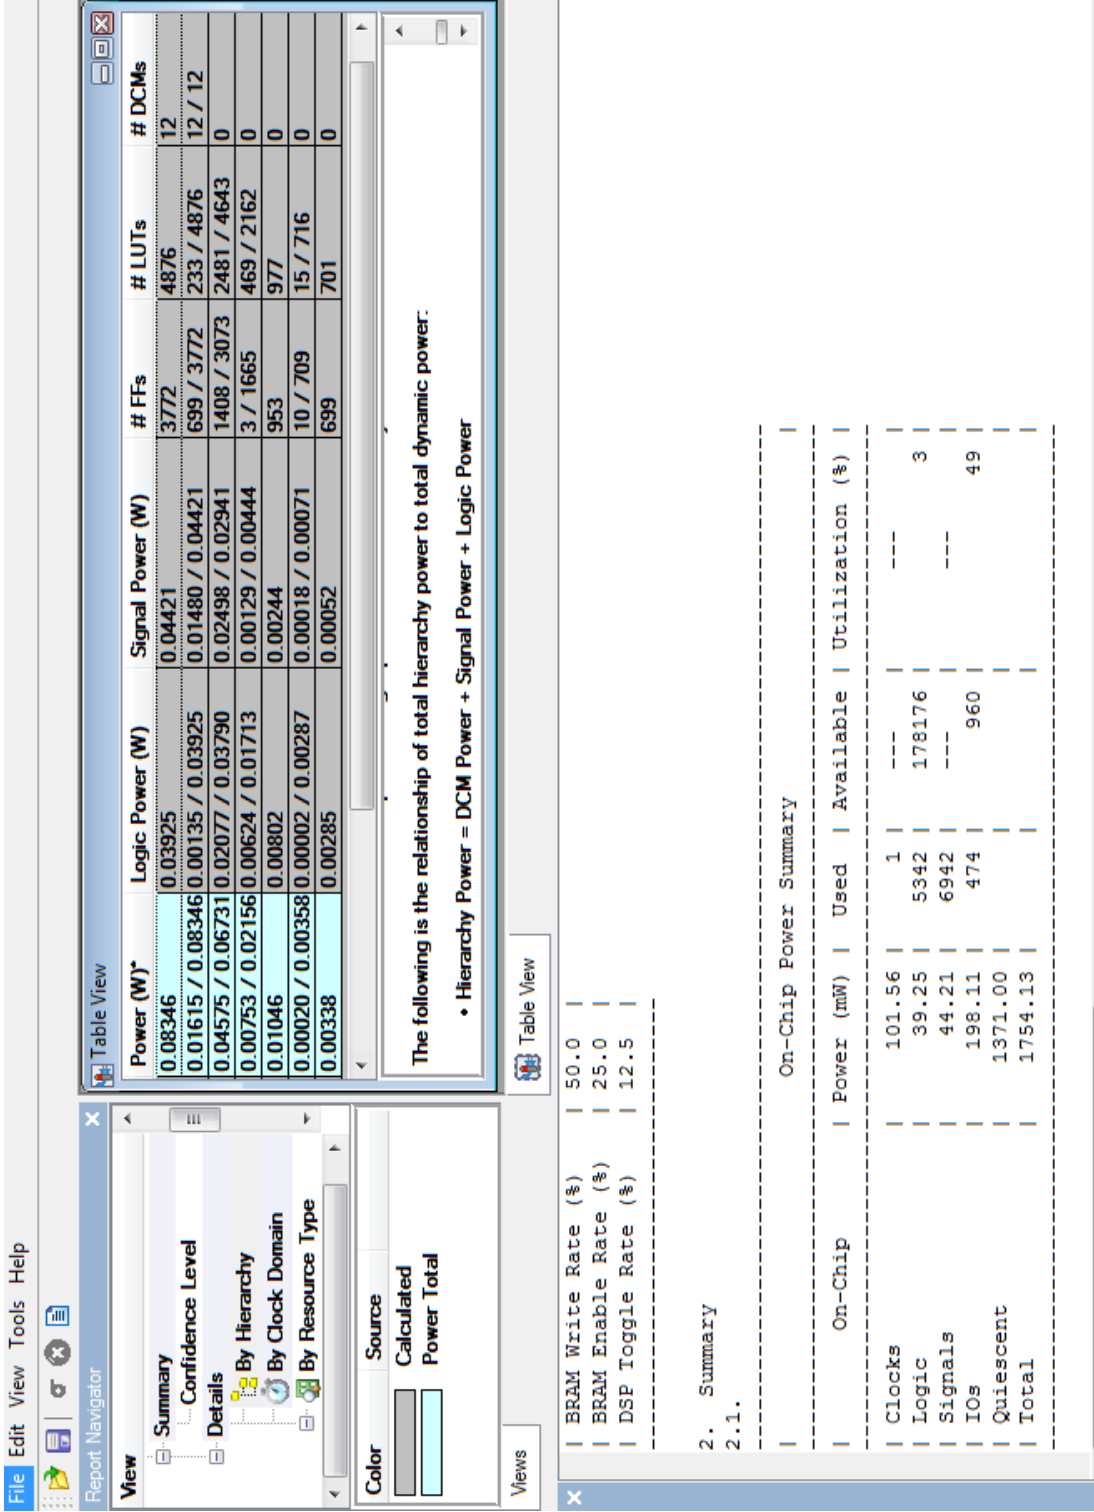 File Edit View Tools Help
Report Navigator
View
Summary
Confidence Level
Details
By Hierarchy
By Clock Domain
By Resource Type
Color Source
Calculated
Power Total
Views
Table View
Power (W)* Logic Power (W) Signal Power (W) # FFs # LUTs # DCMs
0.08346 0.03925 0.04421 3772 4876 12
0.01615 / 0.08346 0.00135 / 0.03925 0.01480 / 0.04421 699 / 3772 233 / 4876 12 / 12
0.04575 / 0.06731 0.02077 / 0.03790 0.02498 / 0.02941 1408 / 3073 2481 / 4643 0
0.00753 / 0.02156 0.00624 / 0.01713 0.00129 / 0.00444 3 / 1665 469 / 2162 0
0.01046 0.00802 0.00244 953 977 0
0.00020 / 0.00358 0.00002 / 0.00287 0.00018 / 0.00071 10 / 709 15 / 716 0
0.00338 0.00285 0.00052 699 701 0
The following is the relationship of total hierarchy power to total dynamic power:
• Hierarchy Power = DCM Power + Signal Power + Logic Power
Table View
| BRAM Write Rate (%) | 50.0 |
| BRAM Enable Rate (%) | 25.0 |
| DSP Toggle Rate (%) | 12.5 |
2. Summary
2.1.
| On-Chip Power Summary |
| On-Chip | Power (mW) | Used | Available | Utilization (%) |
| Clocks | 101.56 | 1 | --- | --- |
| Logic | 39.25 | 5342 | 178176 | 3 |
| Signals | 44.21 | 6942 | --- | --- |
| IOs | 198.11 | 474 | 960 | 49 |
| Quiescent | 1371.00 | | | |
| Total | 1754.13 | | | |